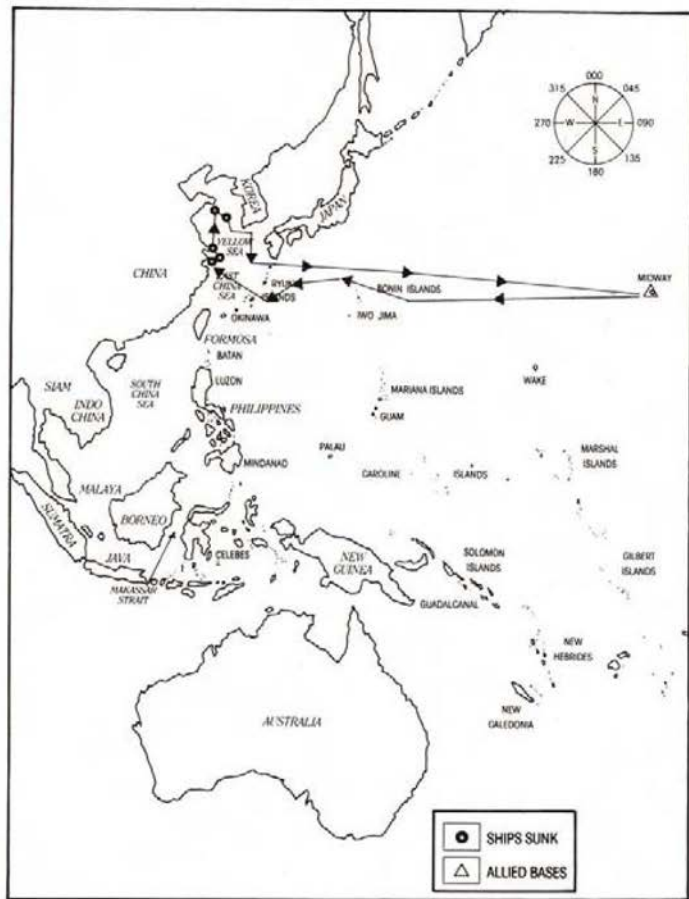 000
315
045
N
270
W
E
090
S
225
135
180
KOREA
JAPAN
YELLOW
SEA
CHINA
EAST
CHINA
SEA
RYUKU
ISLANDS
BONIN ISLANDS
MIDWAY
OKINAWA
IWO JIMA
FORMOSA
BATAN
SIAM
SOUTH
CHINA
SEA
LUZON
MARIANA ISLANDS
WAKE
INDO
CHINA
PHILIPPINES
GUAM
PALAU
MARSHAL
ISLANDS
MINDANAO
CAROLINE
ISLANDS
MALAYA
BORNEO
SUMATRA
JAVA
CELEBES
NEW
GUINEA
SOLOMON
ISLANDS
GILBERT
ISLANDS
MAKASSAR
STRAIT
GUADALCANAL
NEW
HEBRIDES
NEW
CALEDONIA
AUSTRALIA
SHIPS SUNK
ALLIED BASES